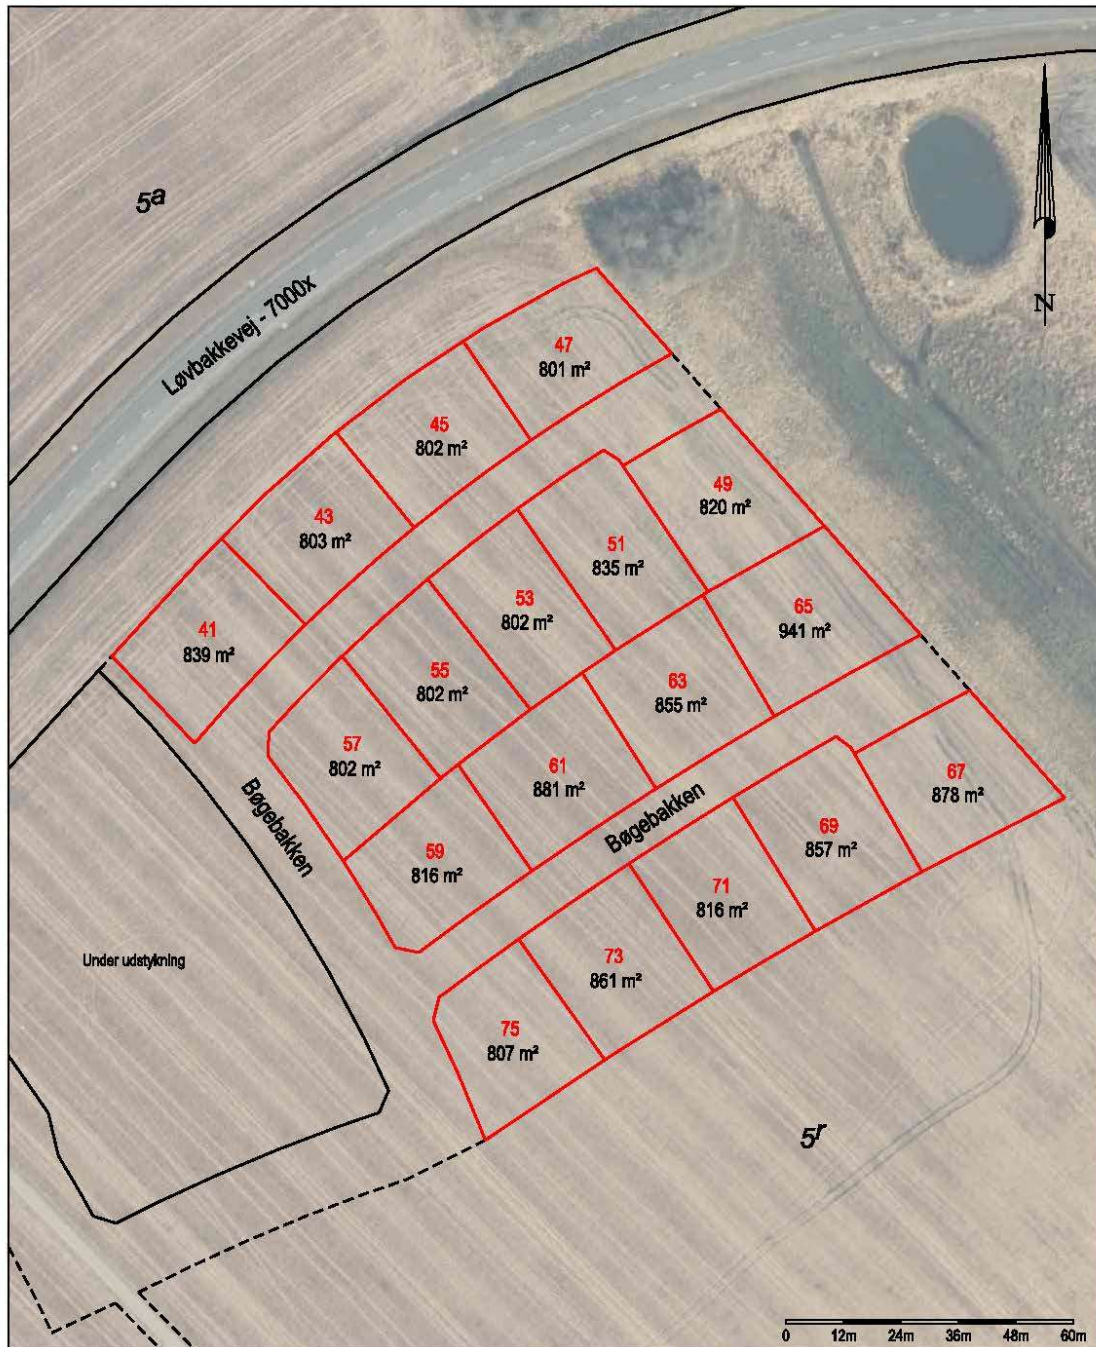 5a
Løvbakkevej - 7000x
N
47
801 m²
45
802 m²
43
803 m²
41
839 m²
49
820 m²
51
835 m²
53
802 m²
55
802 m²
57
802 m²
65
941 m²
63
855 m²
61
881 m²
59
816 m²
Bøgebakken
Bøgebakken
67
878 m²
69
857 m²
71
816 m²
73
861 m²
75
807 m²
Under udstykning
5r
0 12m 24m 36m 48m 60m